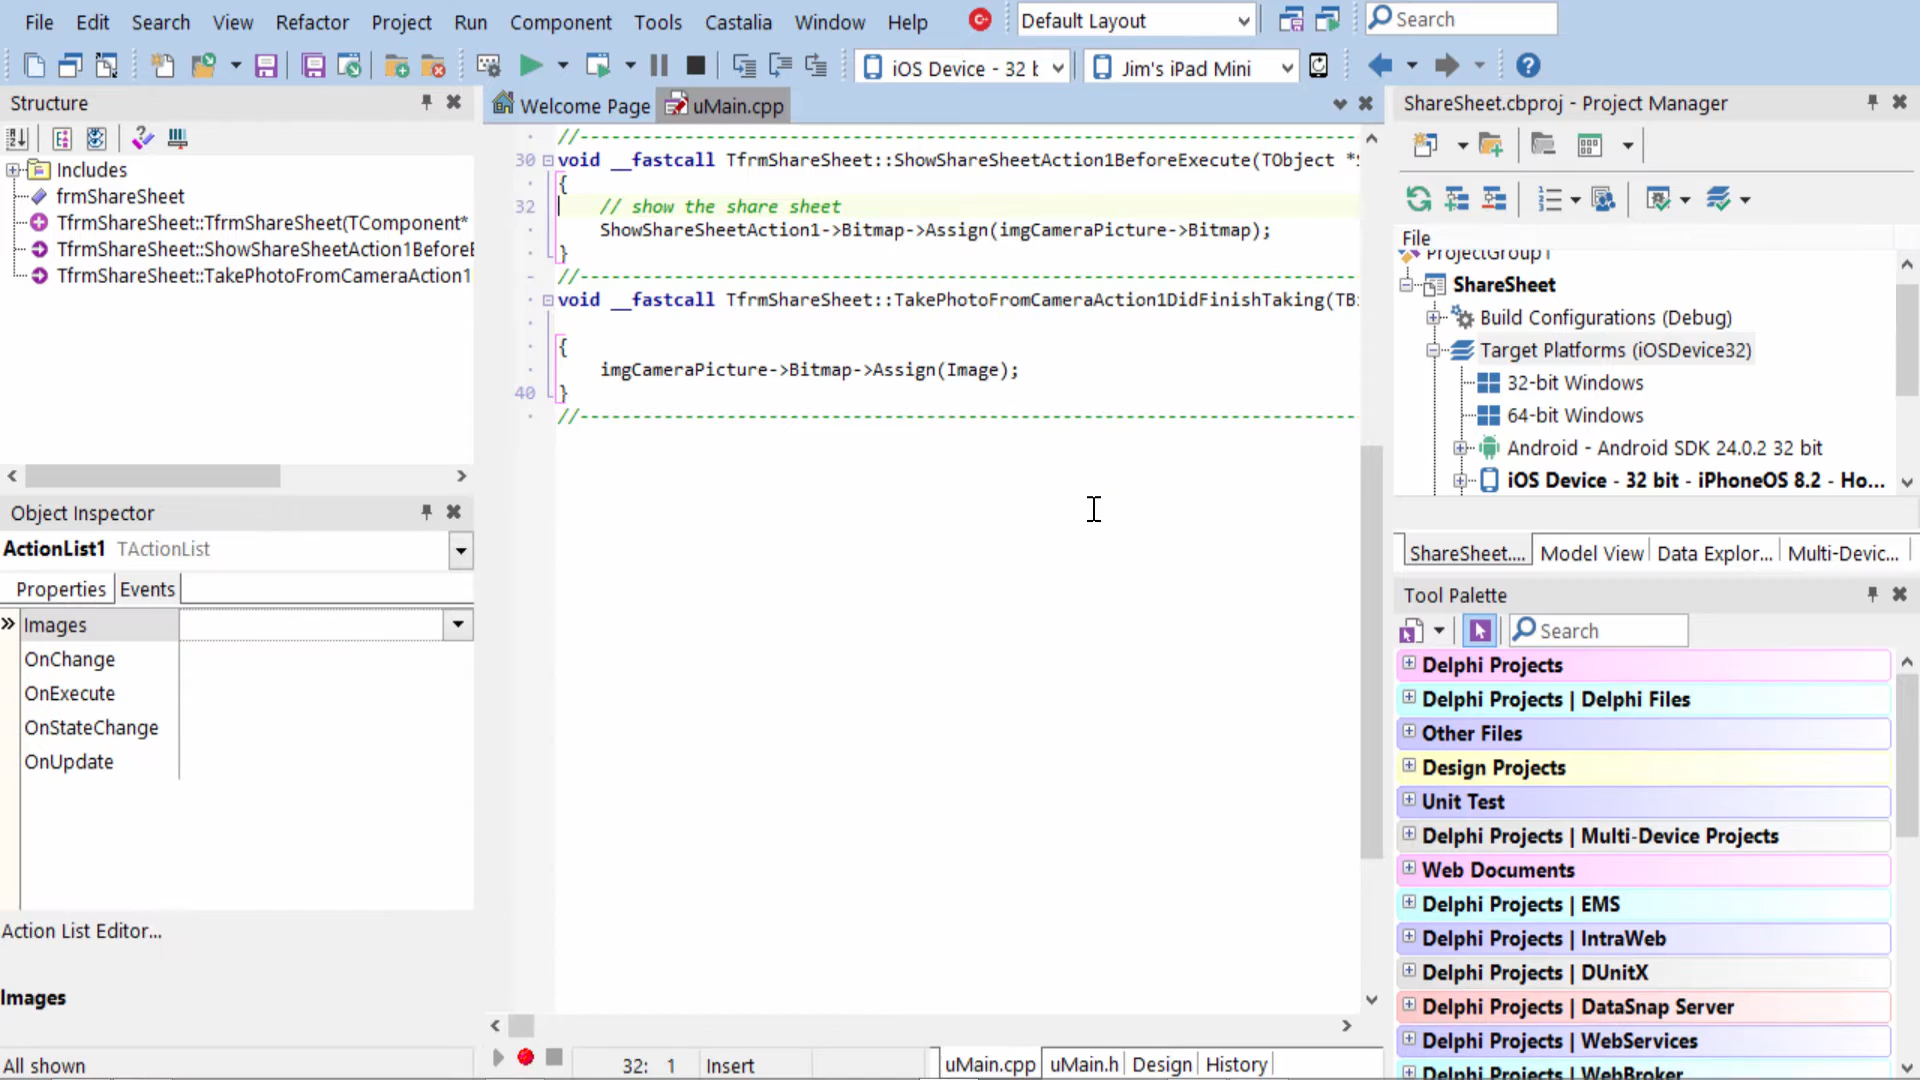 File Edit Search View Refactor Project Run Component Tools Castalia Window Help Default Layout Search
iOS Device - 32 b Jim's iPad Mini
Structure
Includes
frmShareSheet
TfrmShareSheet::TfrmShareSheet(TComponent*
TfrmShareSheet::ShowShareSheetAction1BeforeE
TfrmShareSheet::TakePhotoFromCameraAction1
Object Inspector
ActionList1 TActionList
Properties Events
Images
OnChange
OnExecute
OnStateChange
OnUpdate
Action List Editor...
Images
All shown
Welcome Page uMain.cpp
//---------------------------------------------------------------------------
30 void __fastcall TfrmShareSheet::ShowShareSheetAction1BeforeExecute(TObject *
{
32 // show the share sheet
ShowShareSheetAction1->Bitmap->Assign(imgCameraPicture->Bitmap);
}
//---------------------------------------------------------------------------
void __fastcall TfrmShareSheet::TakePhotoFromCameraAction1DidFinishTaking(TB
{
imgCameraPicture->Bitmap->Assign(Image);
40 }
//---------------------------------------------------------------------------
32: 1 Insert uMain.cpp uMain.h Design History
ShareSheet.cbproj - Project Manager
File
ProjectGroup1
ShareSheet
Build Configurations (Debug)
Target Platforms (iOSDevice32)
32-bit Windows
64-bit Windows
Android - Android SDK 24.0.2 32 bit
iOS Device - 32 bit - iPhoneOS 8.2 - Ho...
ShareSheet.... Model View Data Explor... Multi-Devic...
Tool Palette
Search
Delphi Projects
Delphi Projects | Delphi Files
Other Files
Design Projects
Unit Test
Delphi Projects | Multi-Device Projects
Web Documents
Delphi Projects | EMS
Delphi Projects | IntraWeb
Delphi Projects | DUnitX
Delphi Projects | DataSnap Server
Delphi Projects | WebServices
Delphi Projects | WebBroker